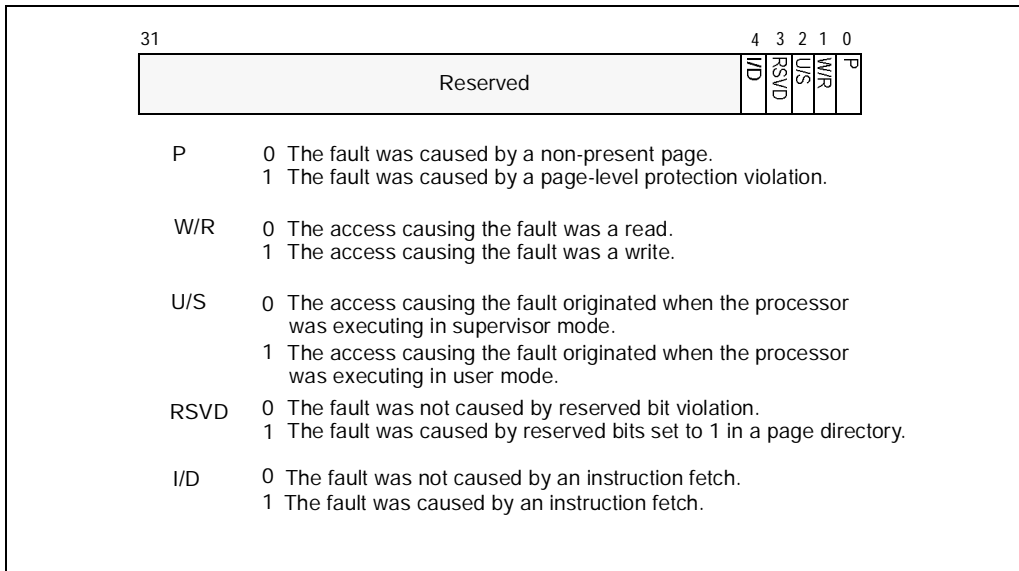 31 4 3 2 1 0
Reserved I/D RSVD U/S W/R P
P 0 The fault was caused by a non-present page.
1 The fault was caused by a page-level protection violation.
W/R 0 The access causing the fault was a read.
1 The access causing the fault was a write.
U/S 0 The access causing the fault originated when the processor
was executing in supervisor mode.
1 The access causing the fault originated when the processor
was executing in user mode.
RSVD 0 The fault was not caused by reserved bit violation.
1 The fault was caused by reserved bits set to 1 in a page directory.
I/D 0 The fault was not caused by an instruction fetch.
1 The fault was caused by an instruction fetch.